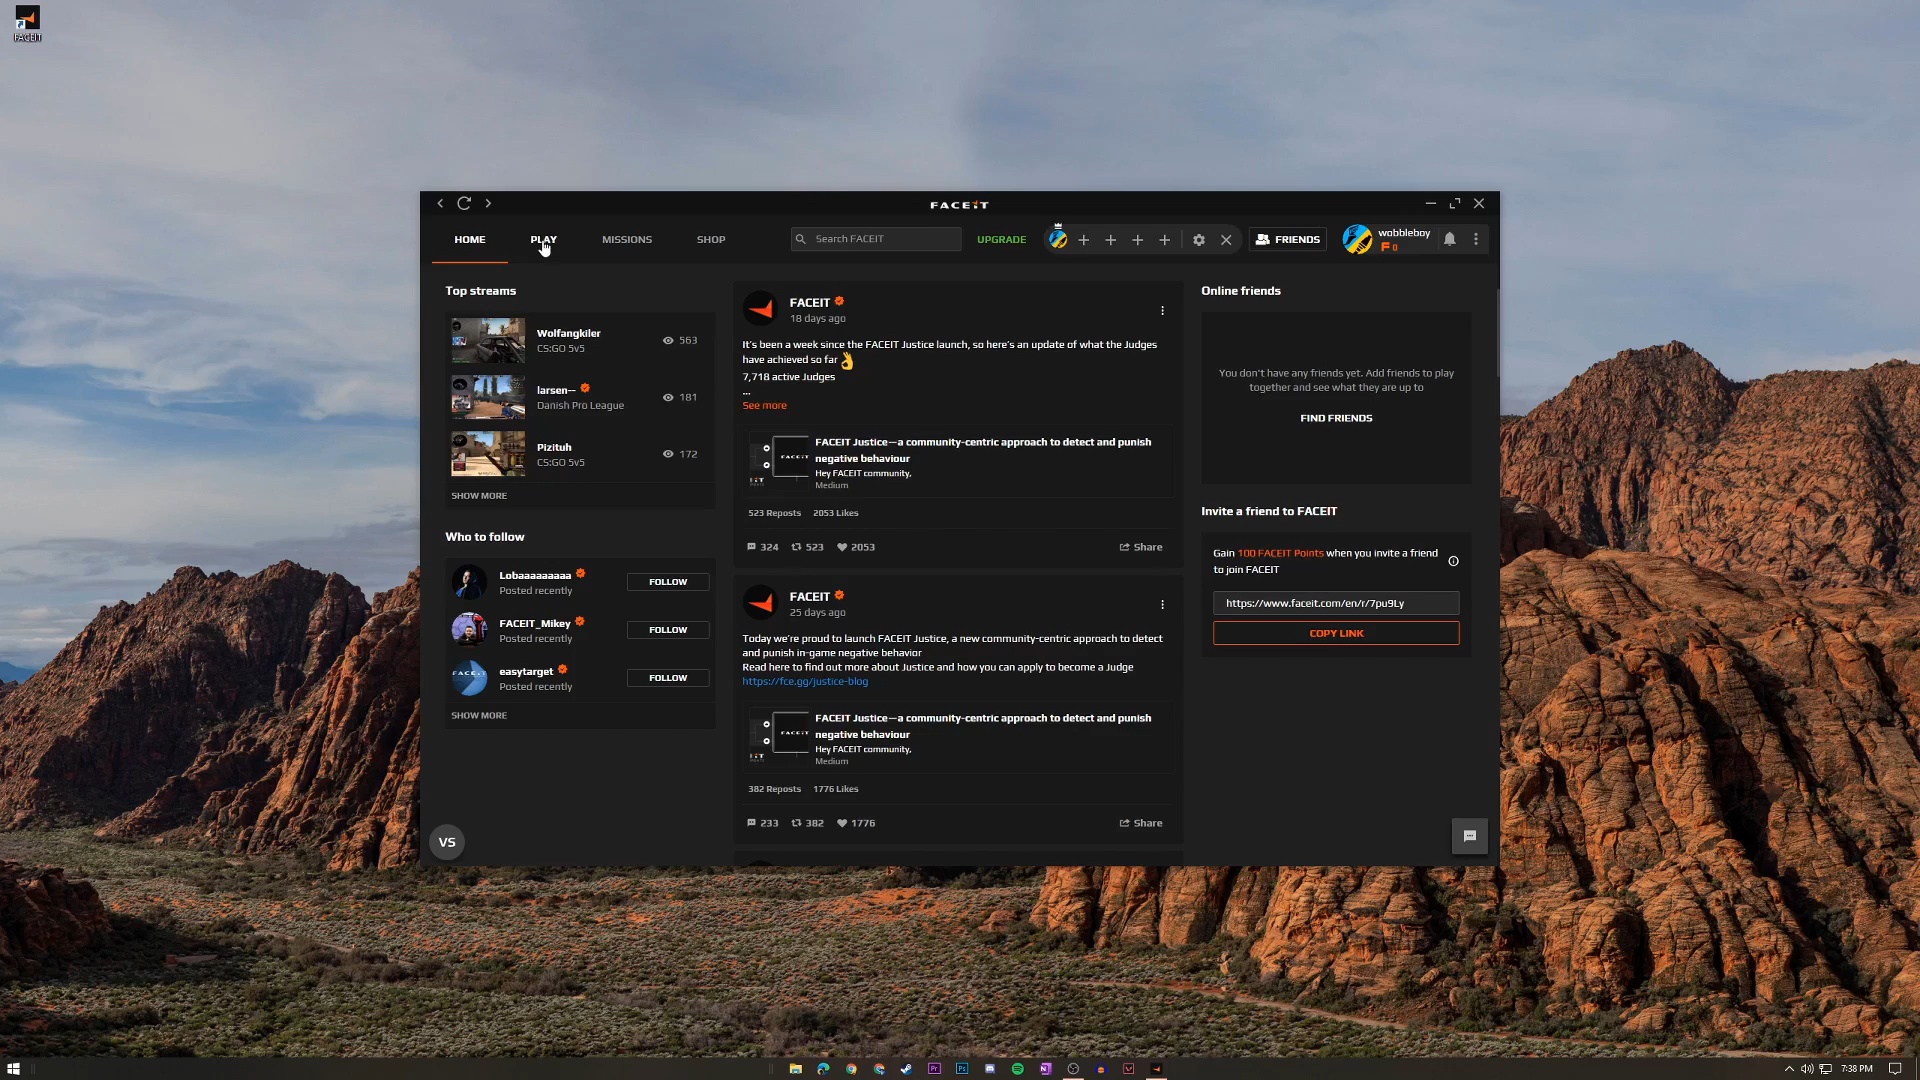 FACEIT
FACEIT
HOME
PLAY
MISSIONS
SHOP
Search FACEIT
UPGRADE
FRIENDS
wobbleboy
F 0
Top streams
Wolfangkiler
CS:GO 5v5
563
larsen--
Danish Pro League
181
Pizituh
CS:GO 5v5
172
SHOW MORE
Who to follow
Lobaaaaaaaaa
Posted recently
FOLLOW
FACEIT_Mikey
Posted recently
FOLLOW
easytarget
Posted recently
FOLLOW
SHOW MORE
VS
FACEIT
18 days ago
It's been a week since the FACEIT Justice launch, so here's an update of what the Judges
have achieved so far 👌
7,718 active Judges
...
See more
FACEIT
FACEIT Justice—a community-centric approach to detect and punish
negative behaviour
Hey FACEIT community,
Medium
523 Reposts 2053 Likes
324 523 2053 Share
FACEIT
25 days ago
Today we're proud to launch FACEIT Justice, a new community-centric approach to detect
and punish in-game negative behavior
Read here to find out more about Justice and how you can apply to become a Judge
https://fce.gg/justice-blog
FACEIT
FACEIT Justice—a community-centric approach to detect and punish
negative behaviour
Hey FACEIT community,
Medium
382 Reposts 1776 Likes
233 382 1776 Share
Online friends
You don't have any friends yet. Add friends to play
together and see what they are up to
FIND FRIENDS
Invite a friend to FACEIT
Gain 100 FACEIT Points when you invite a friend
to join FACEIT
https://www.faceit.com/en/r/7pu9Ly
COPY LINK
Pr
Ps
N
7:38 PM